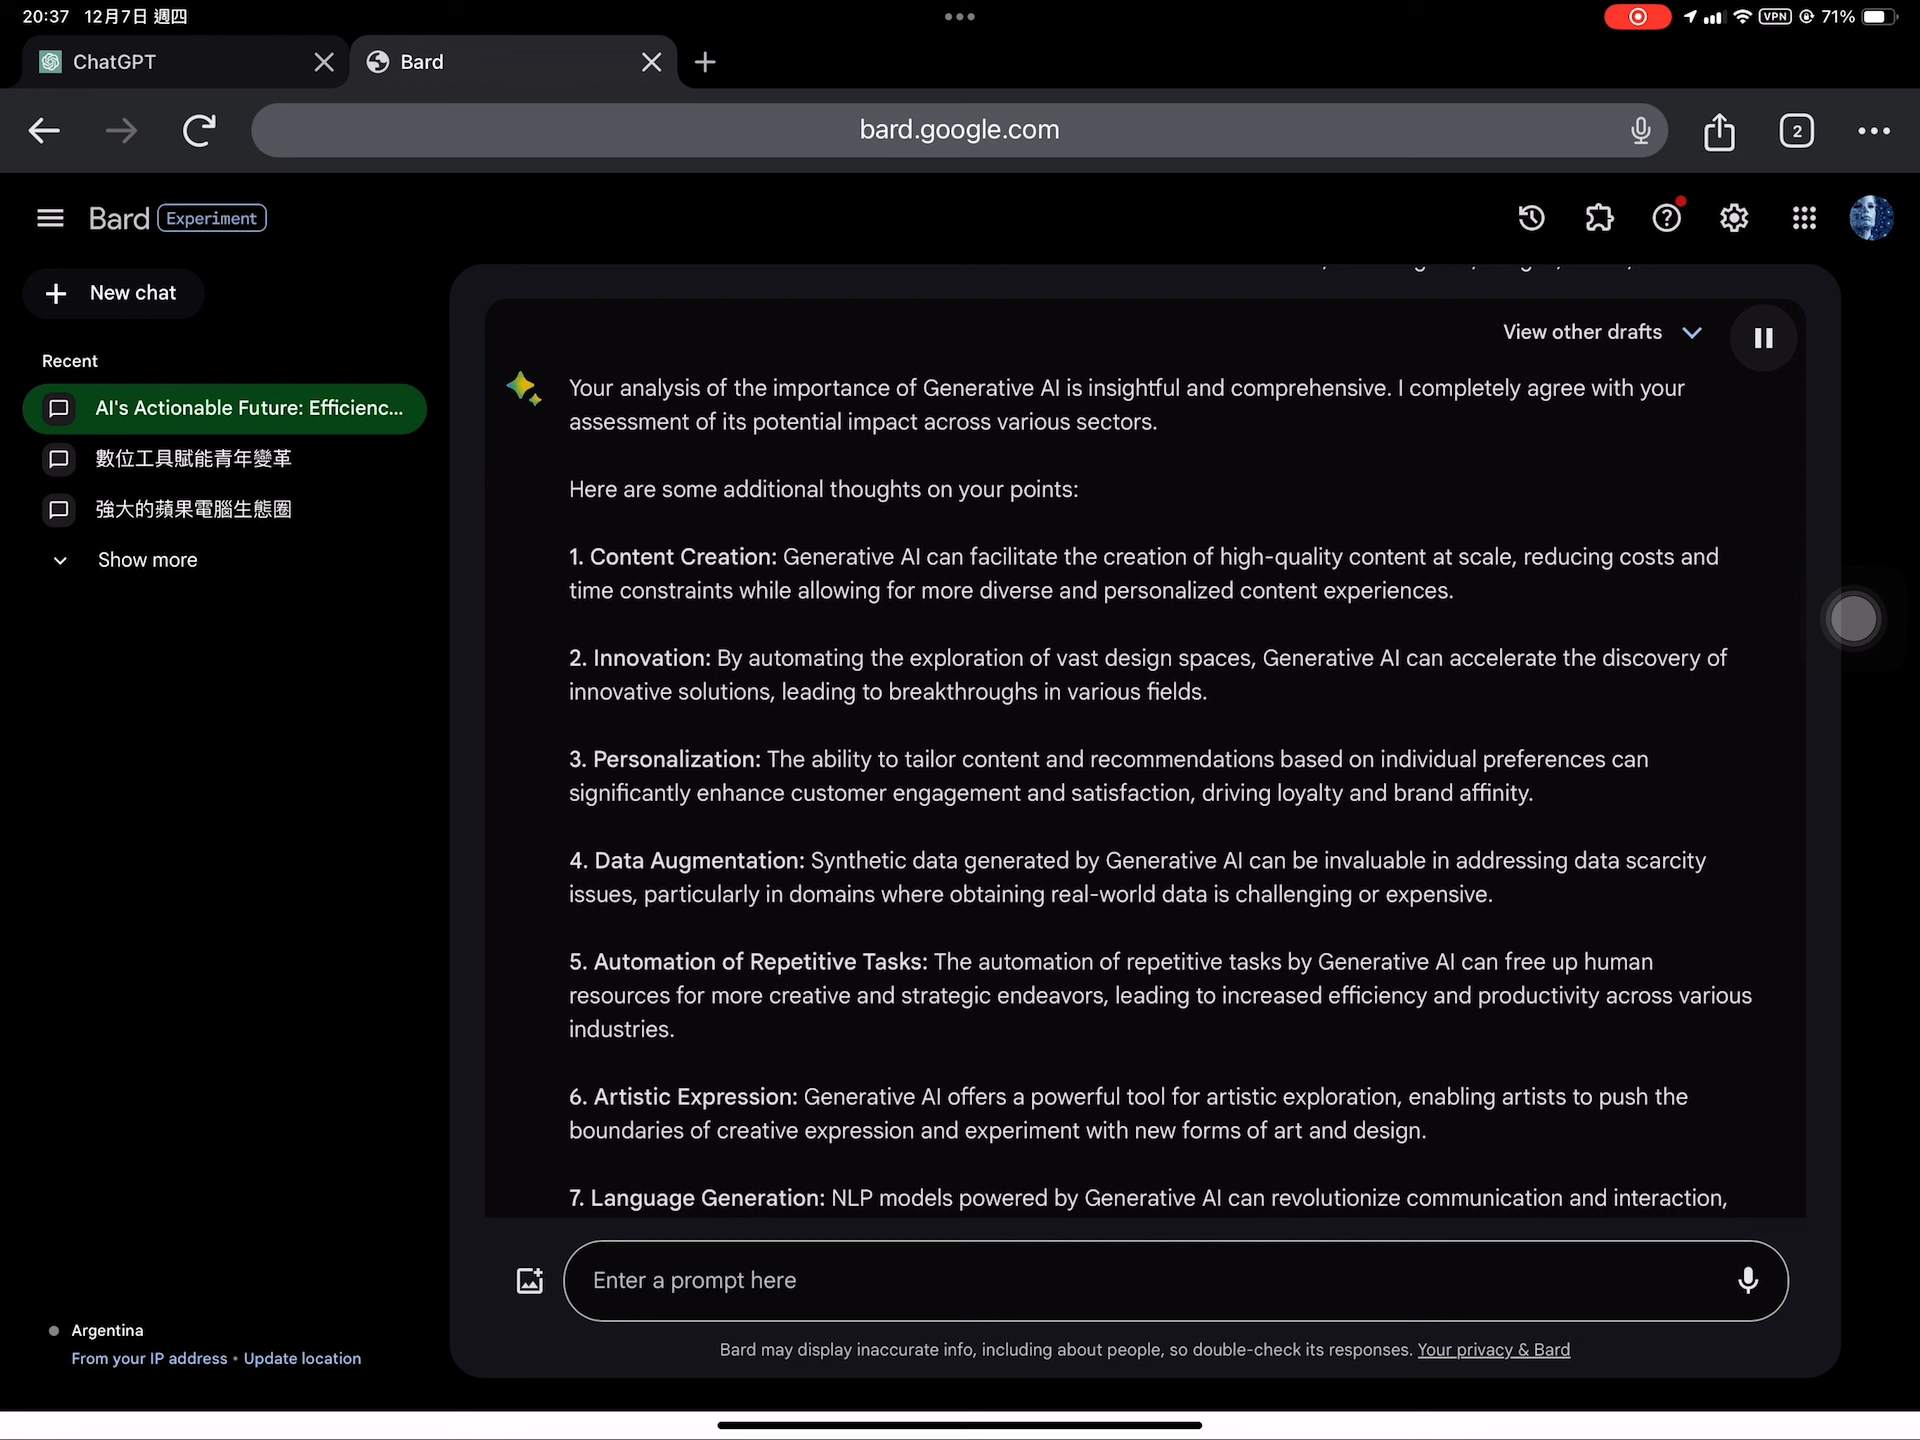 20:37 12月7日 週四
VPN 71%
ChatGPT
Bard
bard.google.com
2
Bard Experiment
New chat
Recent
AI's Actionable Future: Efficienc...
數位工具賦能青年變革
強大的蘋果電腦生態圈
Show more
View other drafts
Your analysis of the importance of Generative AI is insightful and comprehensive. I completely agree with your
assessment of its potential impact across various sectors.
Here are some additional thoughts on your points:
1. Content Creation: Generative AI can facilitate the creation of high-quality content at scale, reducing costs and
time constraints while allowing for more diverse and personalized content experiences.
2. Innovation: By automating the exploration of vast design spaces, Generative AI can accelerate the discovery of
innovative solutions, leading to breakthroughs in various fields.
3. Personalization: The ability to tailor content and recommendations based on individual preferences can
significantly enhance customer engagement and satisfaction, driving loyalty and brand affinity.
4. Data Augmentation: Synthetic data generated by Generative AI can be invaluable in addressing data scarcity
issues, particularly in domains where obtaining real-world data is challenging or expensive.
5. Automation of Repetitive Tasks: The automation of repetitive tasks by Generative AI can free up human
resources for more creative and strategic endeavors, leading to increased efficiency and productivity across various
industries.
6. Artistic Expression: Generative AI offers a powerful tool for artistic exploration, enabling artists to push the
boundaries of creative expression and experiment with new forms of art and design.
7. Language Generation: NLP models powered by Generative AI can revolutionize communication and interaction,
Enter a prompt here
Argentina
From your IP address • Update location
Bard may display inaccurate info, including about people, so double-check its responses. Your privacy & Bard